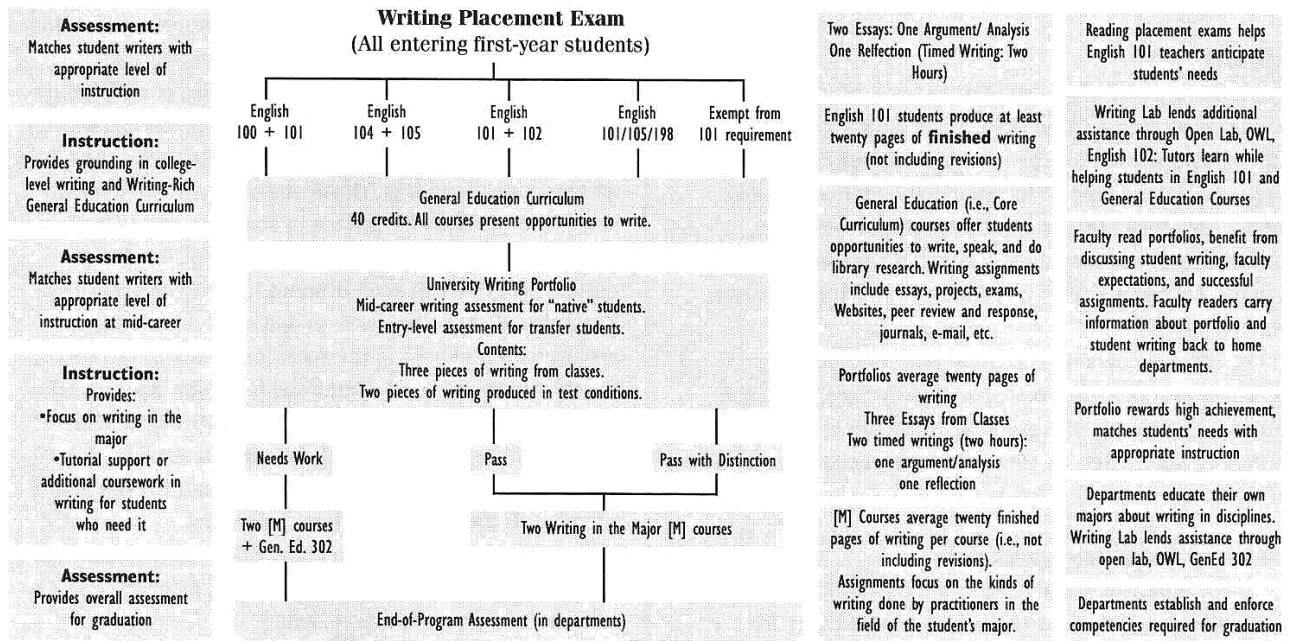 Assessment:
Matches student writers with
appropriate level of
instruction
Instruction:
Provides grounding in college-
level writing and Writing-Rich
General Education Curriculum
Assessment:
Matches student writers with
appropriate level of
instruction at mid-career
Instruction:
Provides:
•Focus on writing in the
major
•Tutorial support or
additional coursework in
writing for students
who need it
Assessment:
Provides overall assessment
for graduation
Writing Placement Exam
(All entering first-year students)
English
100 + 101
English
104 + 105
English
101 + 102
English
101/105/198
Exempt from
101 requirement
General Education Curriculum
40 credits. All courses present opportunities to write.
University Writing Portfolio
Mid-career writing assessment for "native" students.
Entry-level assessment for transfer students.
Contents:
Three pieces of writing from classes.
Two pieces of writing produced in test conditions.
Needs Work
Pass
Pass with Distinction
Two [M] courses
+ Gen. Ed. 302
Two Writing in the Major [M] courses
End-of-Program Assessment (in departments)
Two Essays: One Argument/ Analysis
One Relfection (Timed Writing: Two
Hours)
English 101 students produce at least
twenty pages of finished writing
(not including revisions)
General Education (i.e., Core
Curriculum) courses offer students
opportunities to write, speak, and do
library research. Writing assignments
include essays, projects, exams,
Websites, peer review and response,
journals, e-mail, etc.
Portfolios average twenty pages of
writing
Three Essays from Classes
Two timed writings (two hours):
one argument/analysis
one reflection
[M] Courses average twenty finished
pages of writing per course (i.e., not
including revisions).
Assignments focus on the kinds of
writing done by practitioners in the
field of the student's major.
Reading placement exams helps
English 101 teachers anticipate
students' needs
Writing Lab lends additional
assistance through Open Lab, OWL,
English 102: Tutors learn while
helping students in English 101 and
General Education Courses
Faculty read portfolios, benefit from
discussing student writing, faculty
expectations, and successful
assignments. Faculty readers carry
information about portfolio and
student writing back to home
departments.
Portfolio rewards high achievement,
matches students' needs with
appropriate instruction
Departments educate their own
majors about writing in disciplines.
Writing Lab lends assistance through
open lab, OWL, GenEd 302
Departments establish and enforce
competencies required for graduation